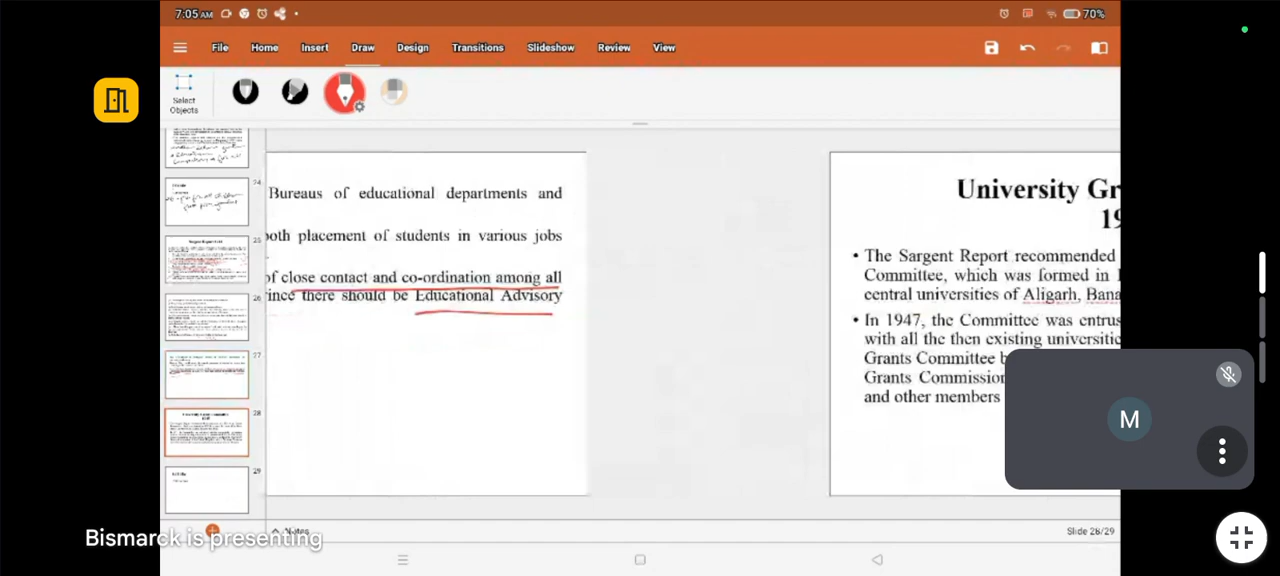 7:05 AM
70%
File Home Insert Draw Design Transitions Slideshow Review View
Select
Objects
24
25
26
27
28
29
Bureaus of educational departments and
both placement of students in various jobs
of close contact and co-ordination among all
ince there should be Educational Advisory
University Gr
19
• The Sargent Report recommended
Committee, which was formed in 1
central universities of Aligarh, Bana
• In 1947, the Committee was entrus
with all the then existing universitie
Grants Committee b
Grants Commission
and other members
M
Notes
Slide 28/29
Bismarck is presenting